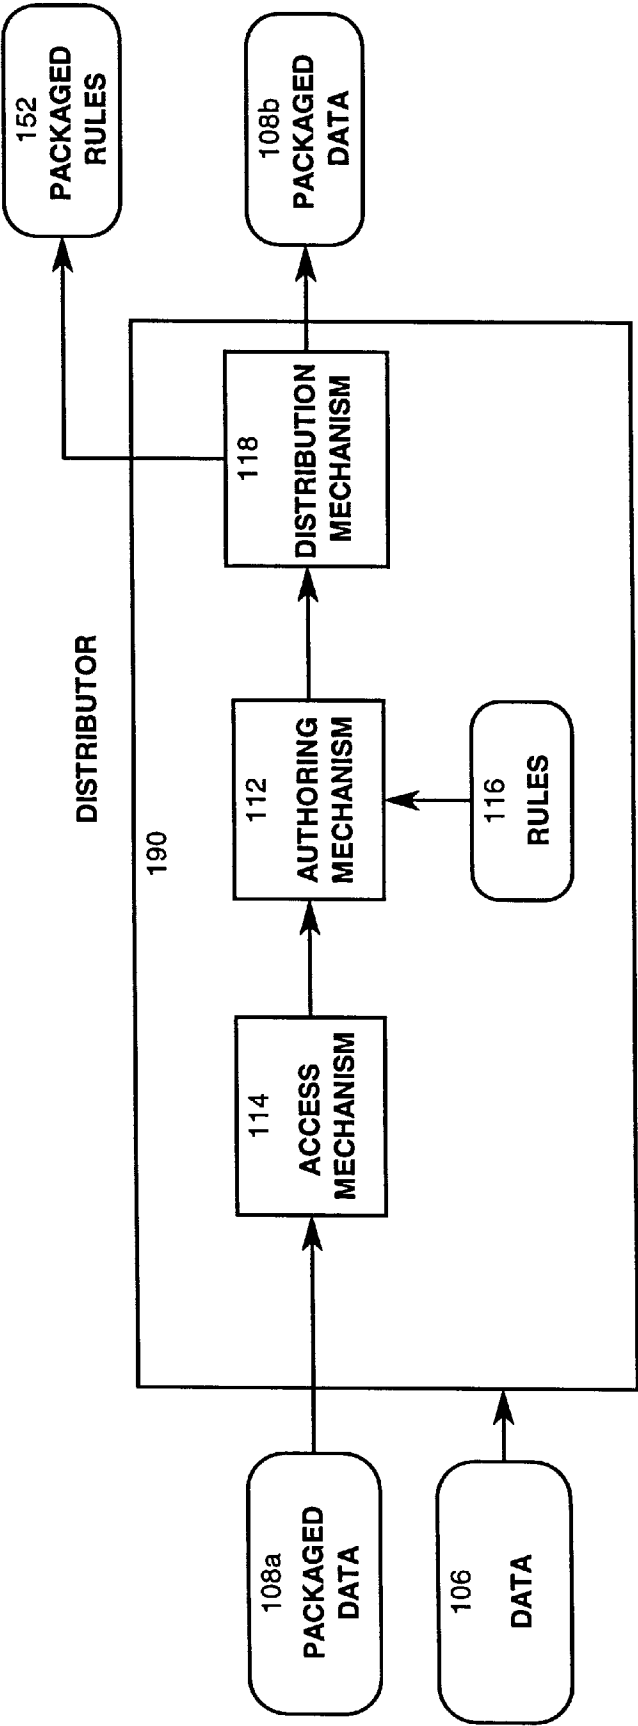 DISTRIBUTOR
190
108a
PACKAGED
DATA
106
DATA
114
ACCESS
MECHANISM
112
AUTHORING
MECHANISM
116
RULES
118
DISTRIBUTION
MECHANISM
152
PACKAGED
RULES
108b
PACKAGED
DATA